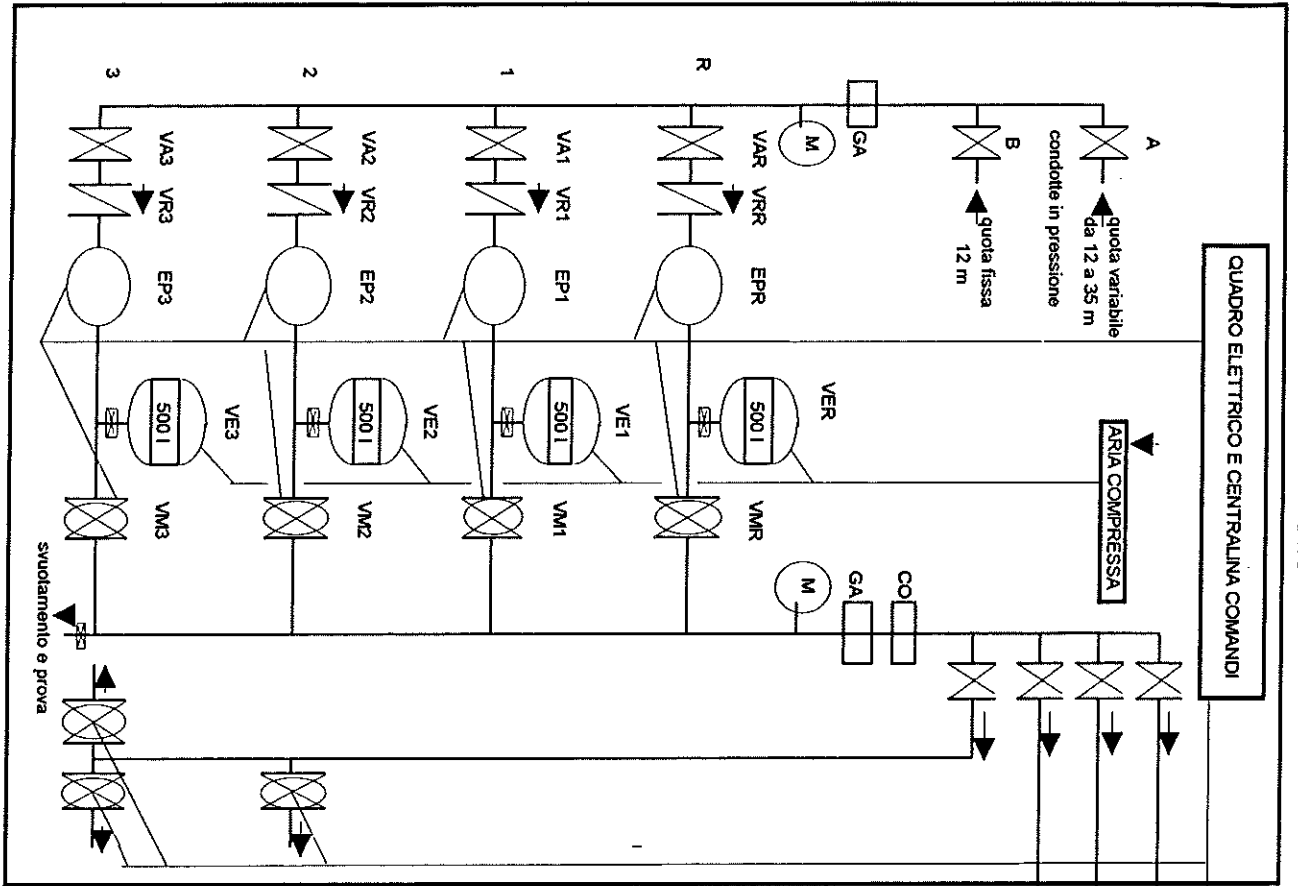 QUADRO ELETTRICO E CENTRALINA COMANDI
ARIA COMPRESSA
A
quota variabile
da 12 a 35 m
condotte in pressione
B
quota fissa
12 m
GA
M
R
VAR
VRR
EPR
VER
500 l
VMR
1
VA1
VR1
EP1
VE1
500 l
VM1
2
VA2
VR2
EP2
VE2
500 l
VM2
3
VA3
VR3
EP3
VE3
500 l
VM3
CO
GA
M
svuotamento e prova